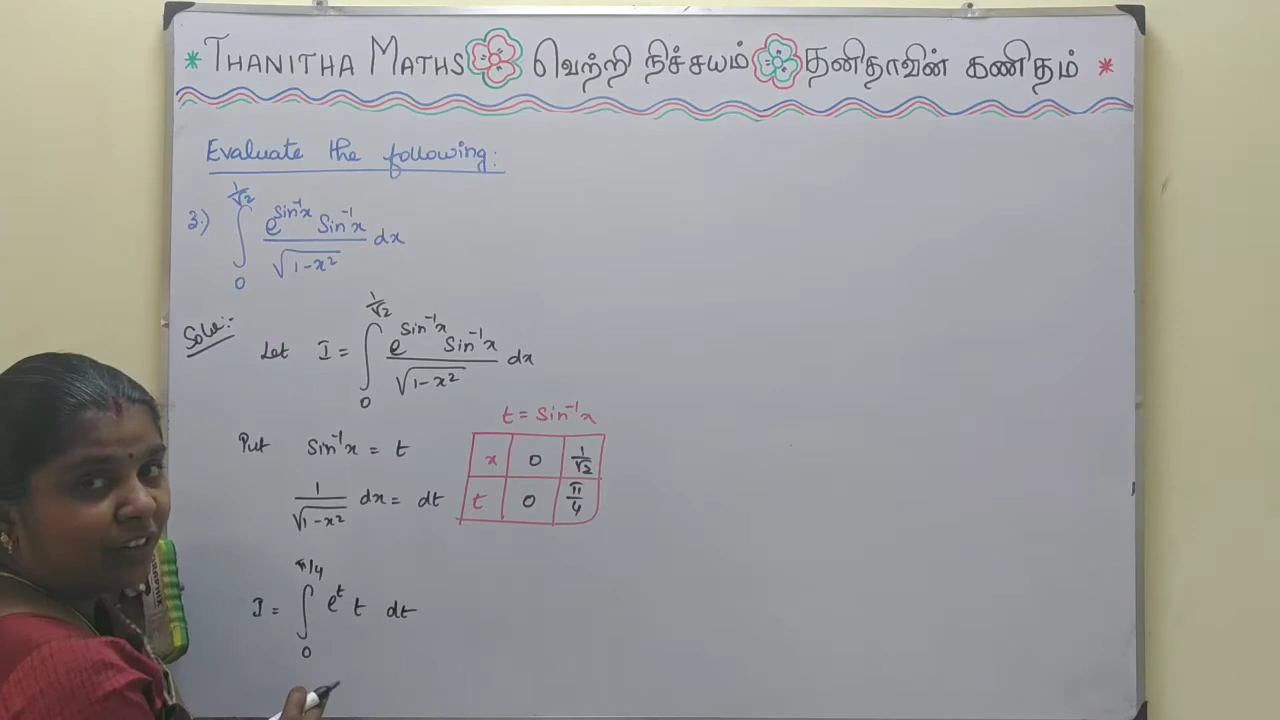 * THANITHA MATHS வெற்றி நிச்சயம் தனிதாவின் கணிதம் *
Evaluate the following:
3.) ∫₀^{1/√2} e^{Sin⁻¹x} Sin⁻¹x / √(1-x²) dx
Solu:-
Let I = ∫₀^{1/√2} e^{Sin⁻¹x} Sin⁻¹x / √(1-x²) dx
Put Sin⁻¹x = t
1/√(1-x²) dx = dt
t = Sin⁻¹x
x 0 1/√2
t 0 π/4
I = ∫₀^{π/4} e^t t dt